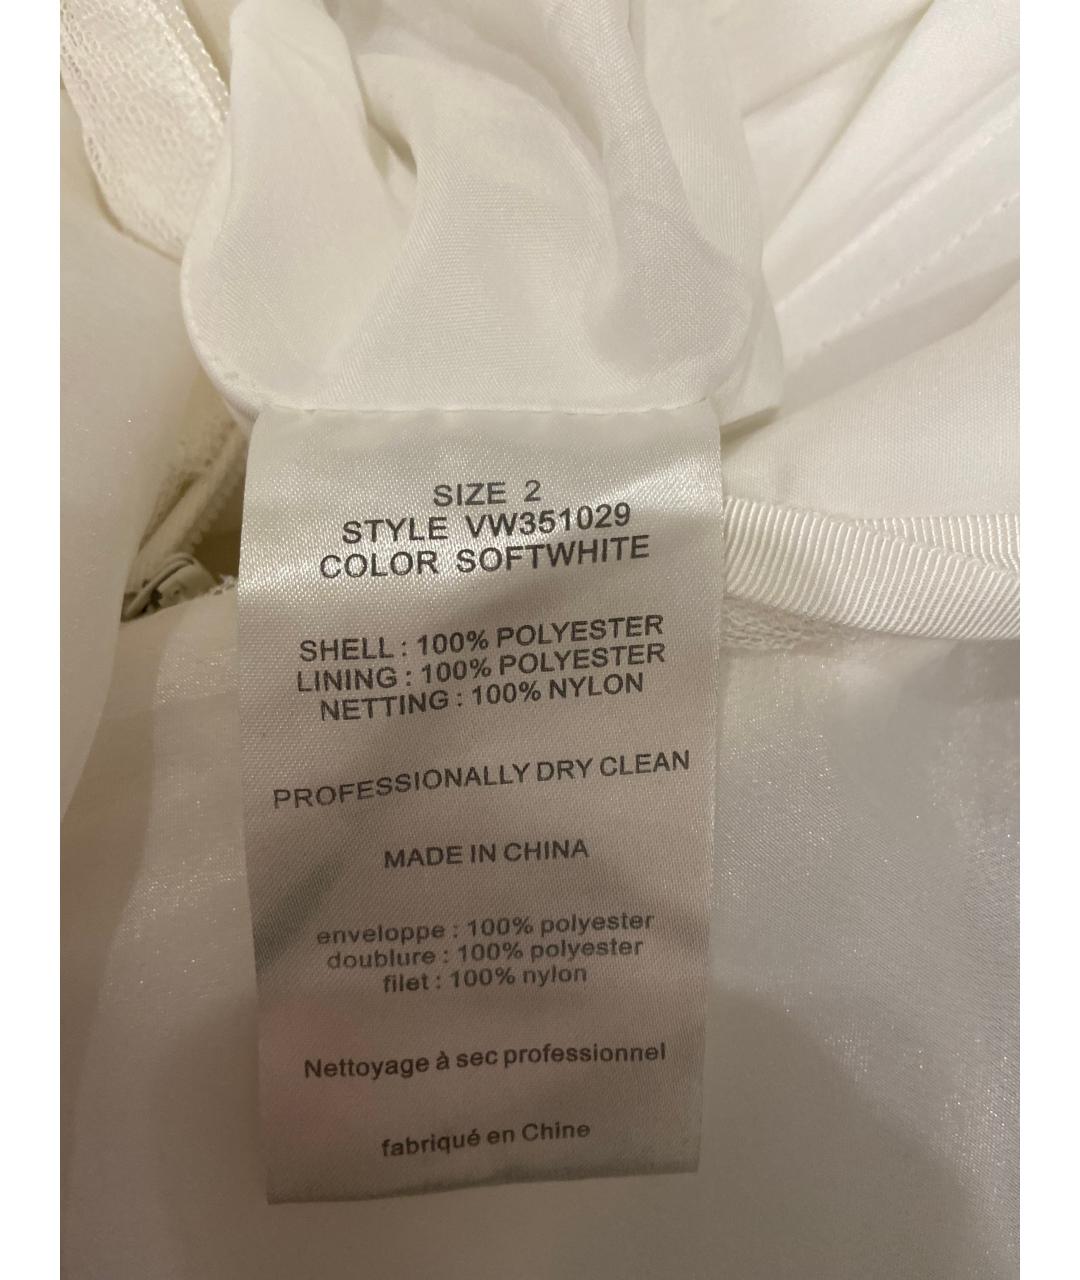 SIZE 2
STYLE VW351029
COLOR SOFTWHITE
SHELL : 100% POLYESTER
LINING : 100% POLYESTER
NETTING : 100% NYLON
PROFESSIONALLY DRY CLEAN
MADE IN CHINA
enveloppe : 100% polyester
doublure : 100% polyester
filet : 100% nylon
Nettoyage à sec professionnel
fabriqué en Chine